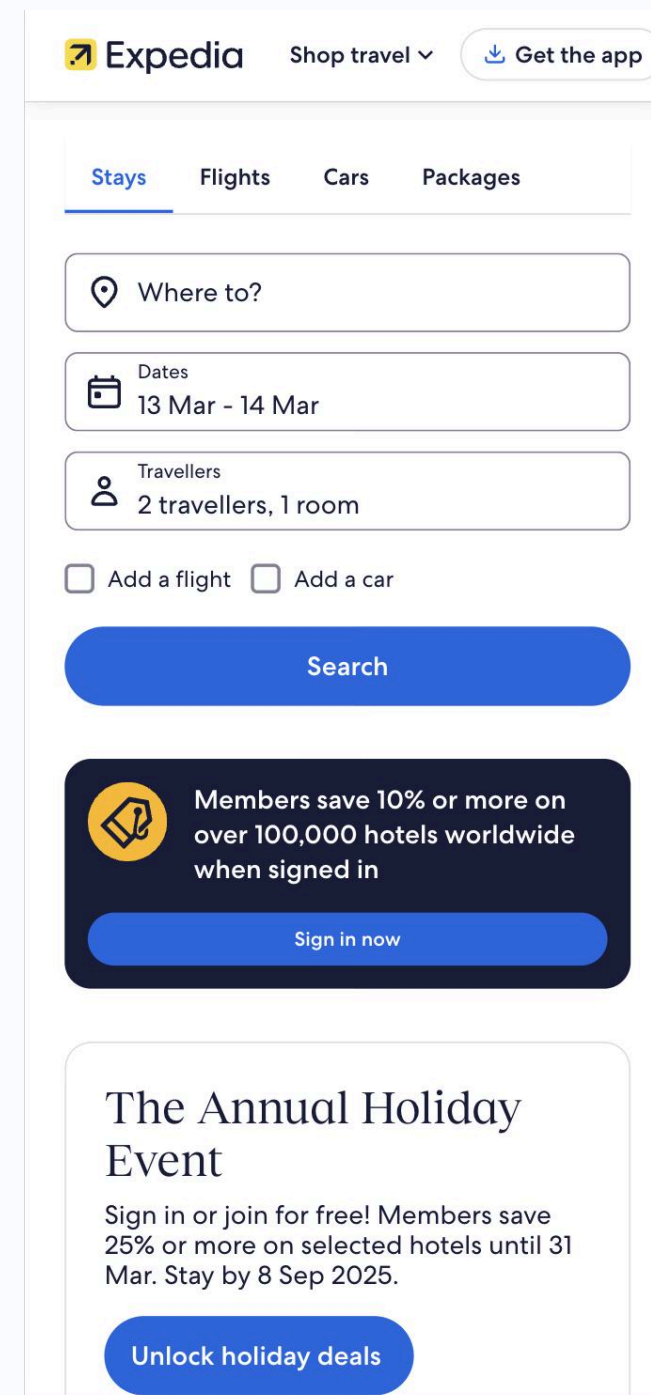 Expedia Shop travel Get the app
Stays Flights Cars Packages
Where to?
Dates
13 Mar - 14 Mar
Travellers
2 travellers, 1 room
Add a flight Add a car
Search
Members save 10% or more on
over 100,000 hotels worldwide
when signed in
Sign in now
The Annual Holiday
Event
Sign in or join for free! Members save
25% or more on selected hotels until 31
Mar. Stay by 8 Sep 2025.
Unlock holiday deals